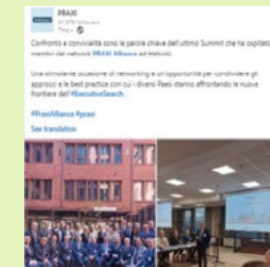 PRAXI
Confronto e convivialità sono le parole chiave dell'ultimo Summit che ha ospitato i
membri del network PRAXI Alliance ad Helsinki.
Una stimolante occasione di networking e un'opportunità per condividere gli
approcci e le best practice con cui i diversi Paesi stanno affrontando le nuove
frontiere dell'#ExecutiveSearch.
#PraxiAlliance #praxi
See translation